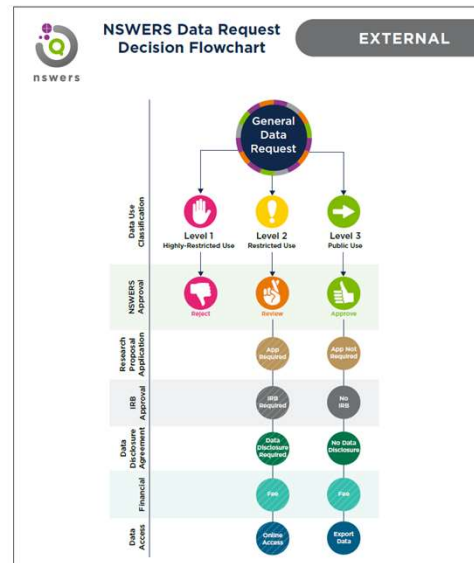 NSWERS Data Request
Decision Flowchart
EXTERNAL
nswers
General
Data
Request
Data Use
Classification
Level 1
Highly-Restricted Use
Level 2
Restricted Use
Level 3
Public Use
NSWERS
Approval
Reject
Review
Approve
Research
Proposal
Application
App
Required
App Not
Required
IRB
Approval
IRB
Required
No
IRB
Data
Disclosure
Agreement
Data
Disclosure
Required
No Data
Disclosure
Financial
Fee
Fee
Data
Access
Online
Access
Export
Data